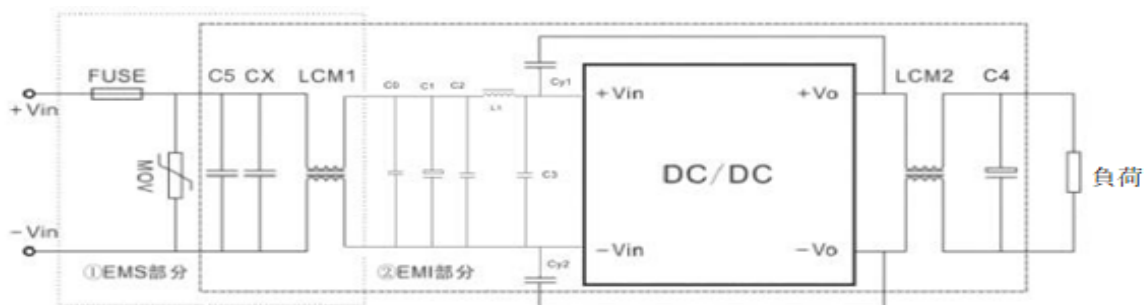 FUSE C5 CX LCM1 C0 C1 C2 L1 Cy1 LCM2 C4
+Vin +Vin +Vo
MOV C3 DC/DC 負荷
−Vin −Vin −Vo
①EMS部分 ②EMI部分 Cy2